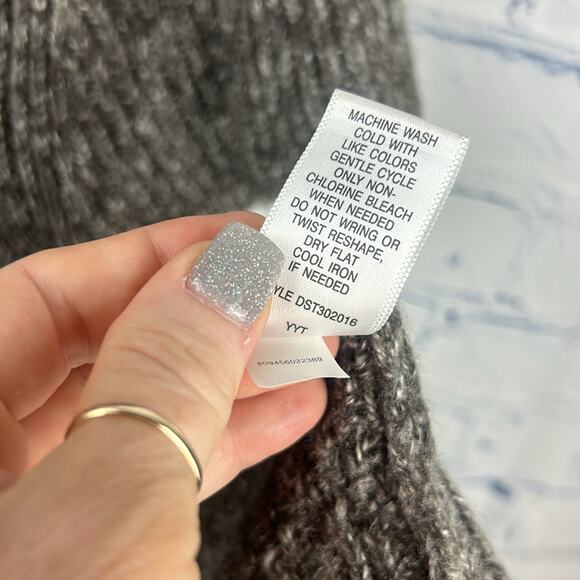 MACHINE WASH
COLD WITH
LIKE COLORS
GENTLE CYCLE
ONLY NON-
CHLORINE BLEACH
WHEN NEEDED
DO NOT WRING OR
TWIST RESHAPE,
DRY FLAT
COOL IRON
IF NEEDED
YLE DST302016
YYT
809456022389